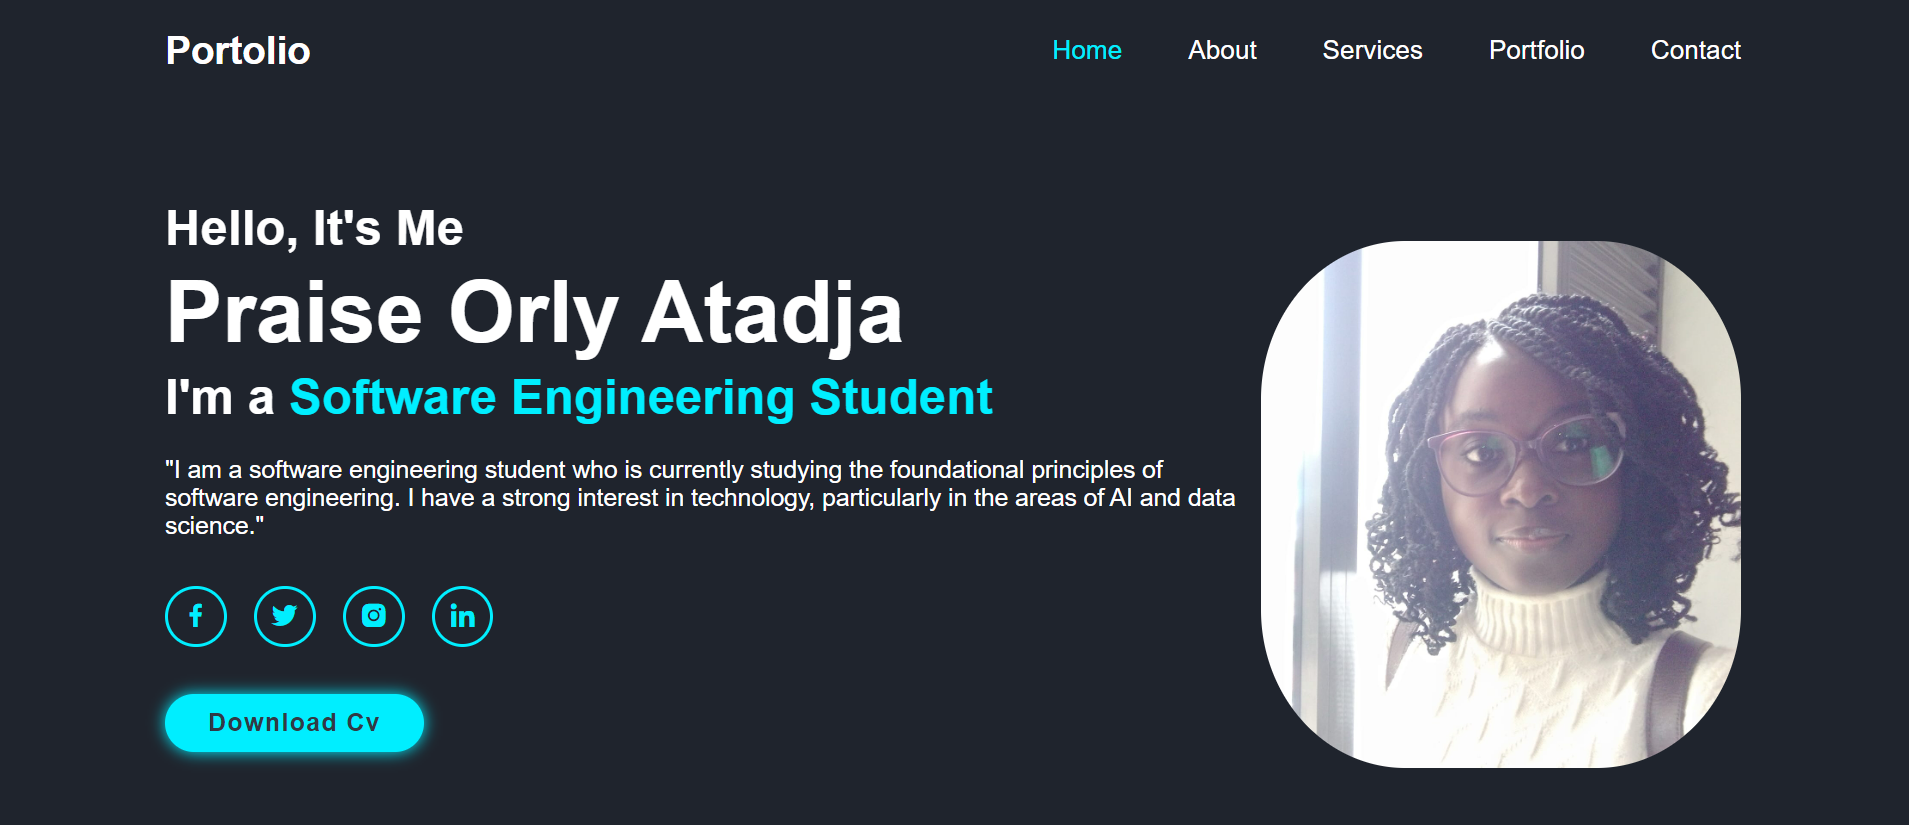 Portolio
Home About Services Portfolio Contact
Hello, It's Me
Praise Orly Atadja
I'm a Software Engineering Student
"I am a software engineering student who is currently studying the foundational principles of
software engineering. I have a strong interest in technology, particularly in the areas of AI and data
science."
Download Cv